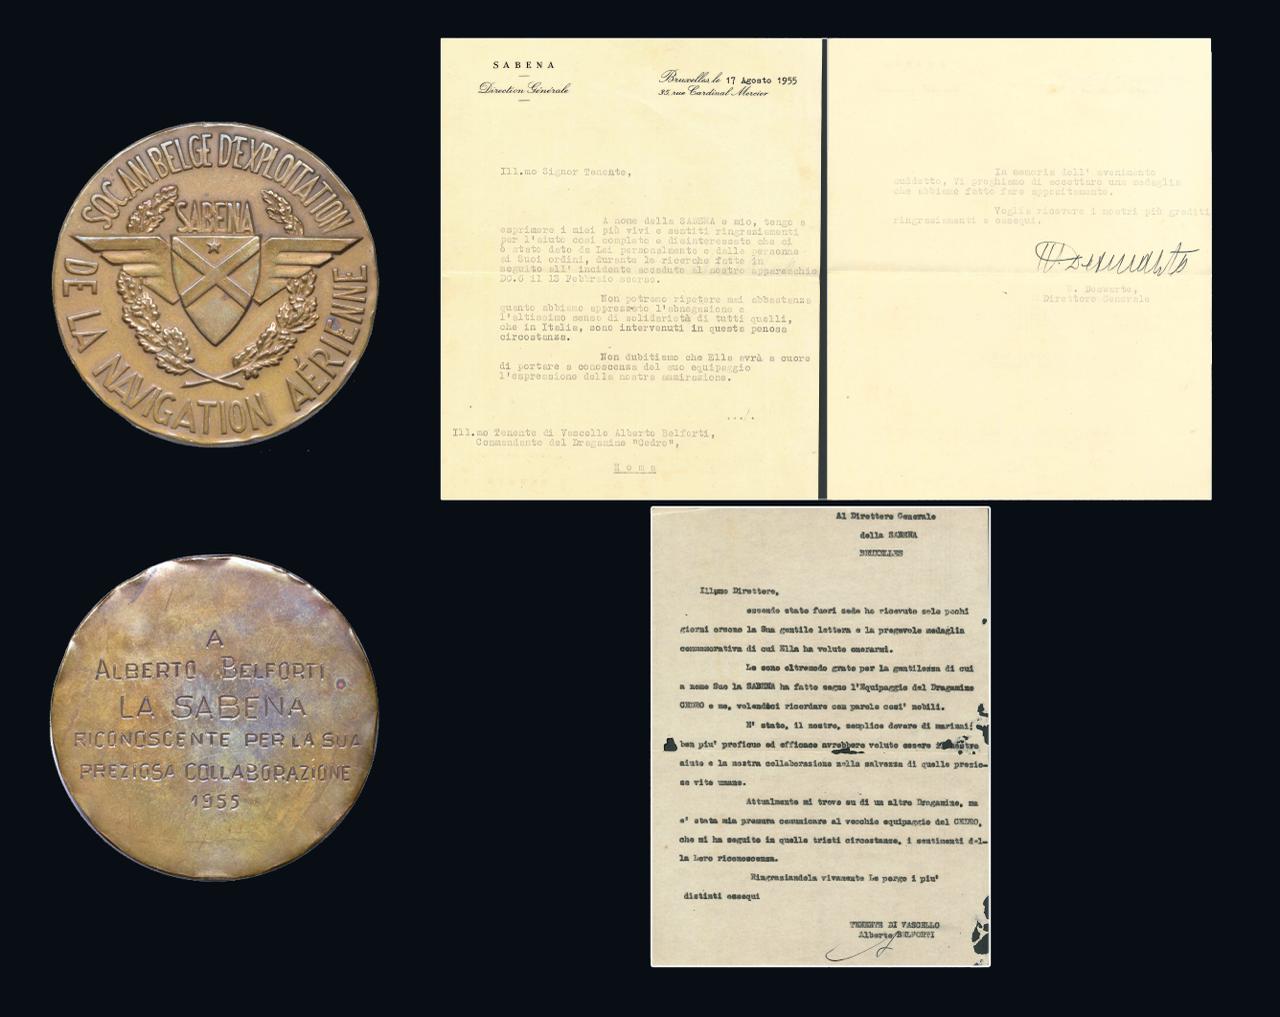 SOC. AN. BELGE D'EXPLOITATION
SABENA
DE LA NAVIGATION AÉRIENNE
A
ALBERTO BELFORTI
LA SABENA
RICONOSCENTE PER LA SUA
PREZIOSA COLLABORAZIONE
1955
SABENA
Direction Générale
Bruxelles, le 17 Agosto 1955
35, rue Cardinal Mercier
Ill.mo Signor Tenente,
A nome della SABENA e mio, tengo a
esprimere i miei più vivi e sentiti ringraziamenti
per l'aiuto così completo e disinteressato che ci
è stato dato da Lei personalmente e dalle persone
ai Suoi ordini, durante le ricerche fatte in
seguito all' incidente accaduto al nostro apparecchio
DC.6 il 13 Febbraio scorso.
Non potremo ripetere mai abbastanza
quanto abbiamo apprezzato l'abnegazione e
l'altissimo senso di solidarietà di tutti quelli,
che in Italia, sono intervenuti in questa penosa
circostanza.
Non dubitiamo che Ella avrà a cuore
di portare a conoscenza del suo equipaggio
l'espressione della nostra ammirazione.
.../.
Ill.mo Tenente di Vascello Alberto Belforti,
Commandante del Dragamine "Cedro",
Roma
In memoria dell' avenimento
suddetto, Vi preghiamo di accettare una medaglia
che abbiamo fatto fare appositamente.
Voglia ricevere i nostri più graditi
ringraziamenti e ossequi.
W. Deswarte,
Direttore Generale
Al Direttore Generale
della SABENA
BRUXELLES
Ill.mo Direttore,
essendo stato fuori sede ho ricevuto solo pochi
giorni orsono la Sua gentile lettera e la pregevole medaglia
commemorativa di cui Ella ha voluto onorarmi.
Le sono oltremodo grato per la gentilezza di cui
a nome Suo la SABENA ha fatto segno l'Equipaggio del Dragamine
CEDRO e me, volendoci ricordare con parole cosi' nobili.
E' stato, il nostro, semplice dovere di marinai;
ben piu' proficuo ed efficace avrebbero voluto essere il nostro
aiuto e la nostra collaborazione nella salvezza di quelle prezio-
se vite umane.
Attualmente mi trovo su di un altro Dragamine, ma
e' stata mia premura comunicare al vecchio equipaggio del CEDRO,
che mi ha seguito in quelle tristi circostanze, i sentimenti del-
la Loro riconoscenza.
Ringraziandola vivamente Le porgo i piu'
distinti ossequi
TENENTE DI VASCELLO
Alberto BELFORTI